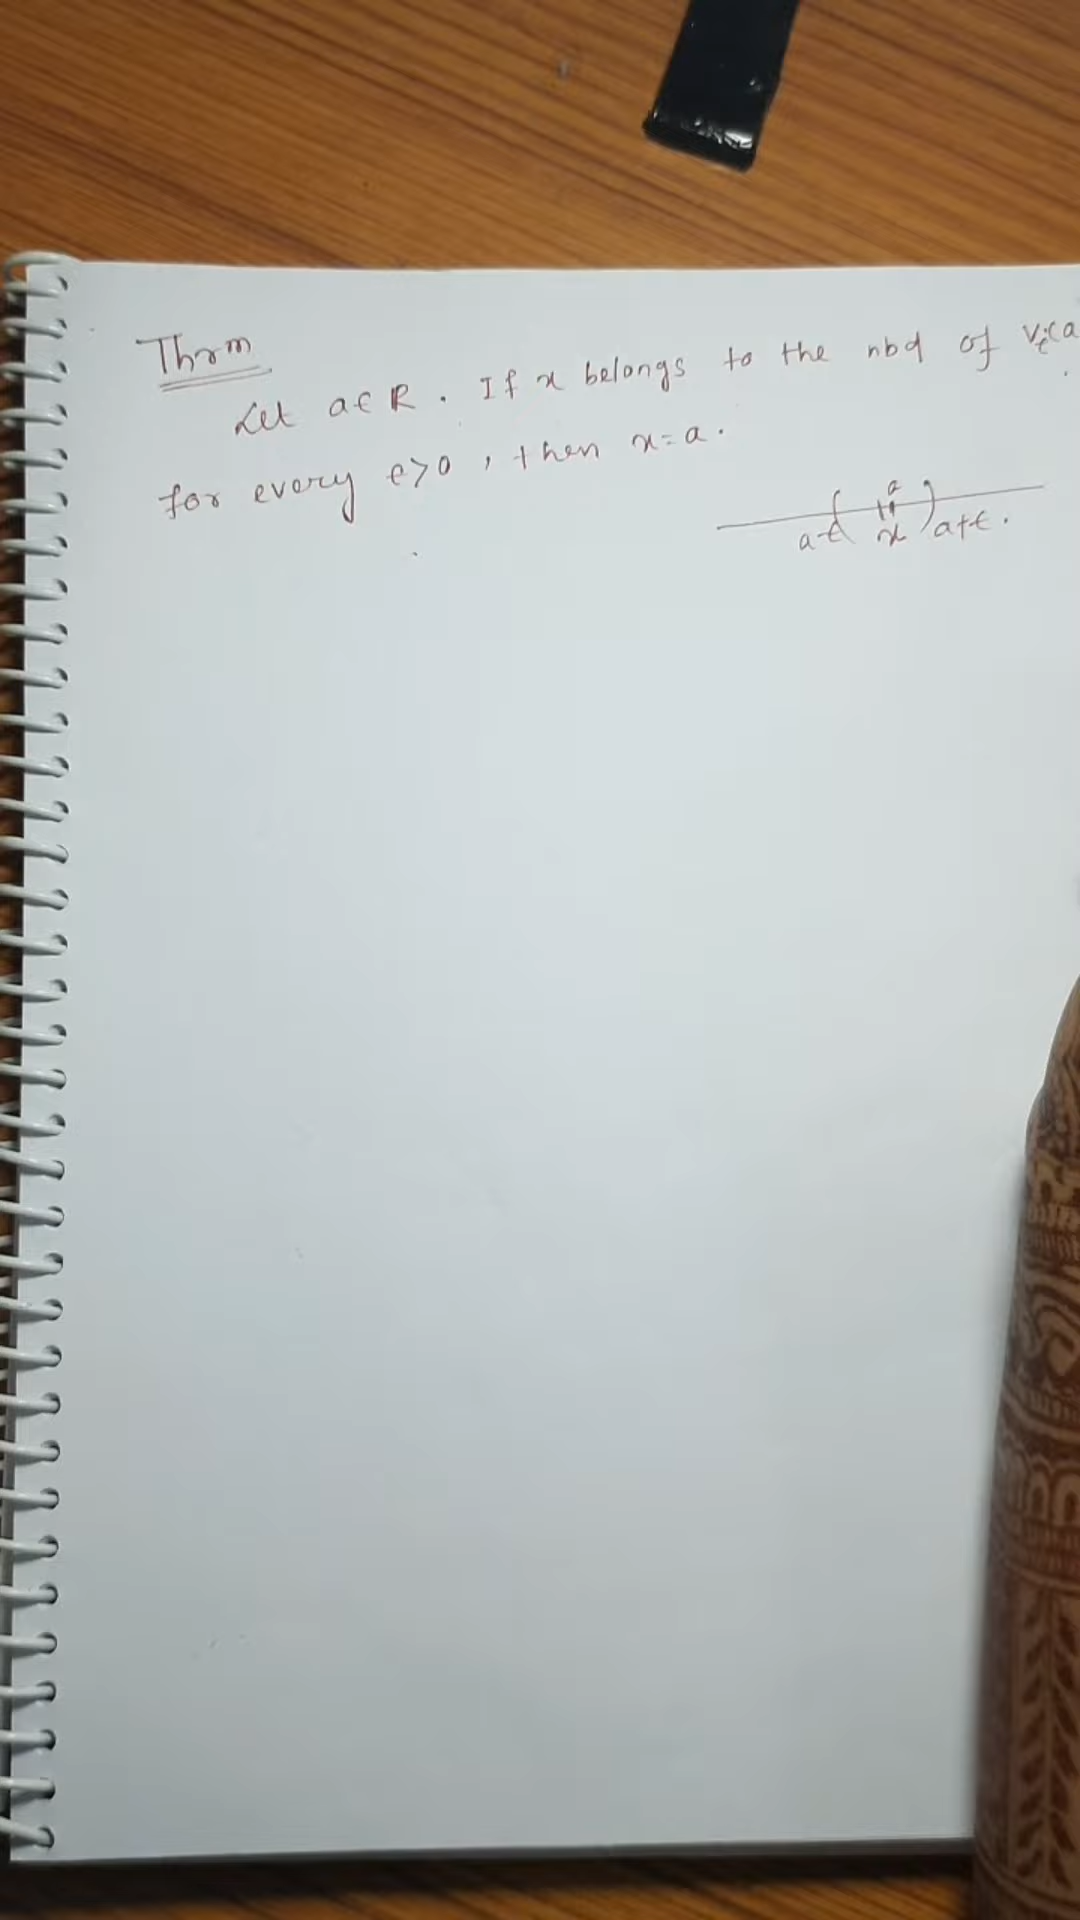 Thrm
Let a∈R. If x belongs to the nbd of Vε(a
for every ε>0, then x=a.
a
a-ε x a+ε.